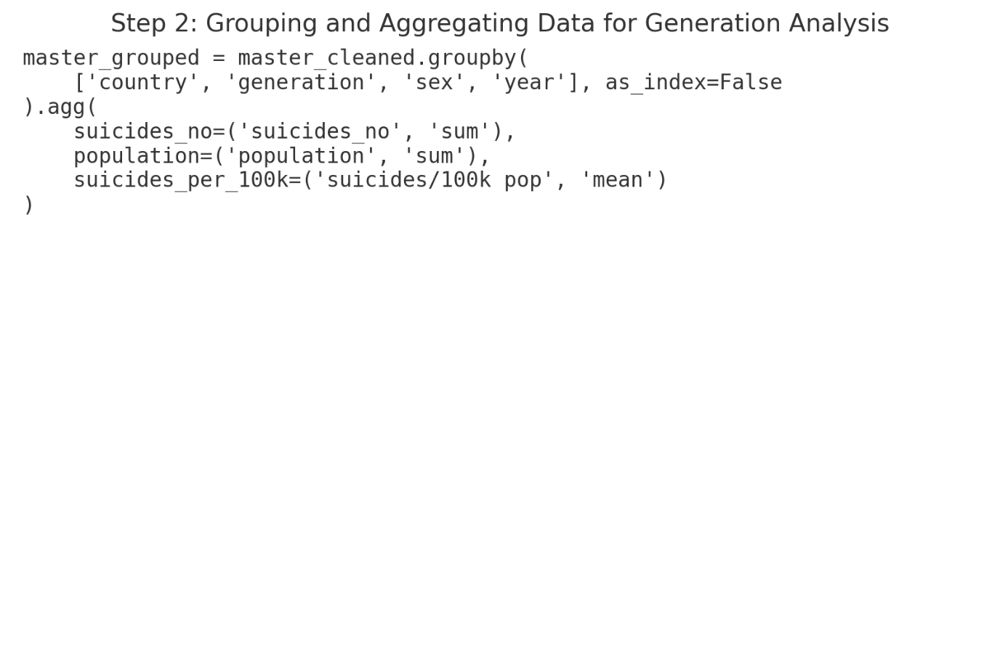 Step 2: Grouping and Aggregating Data for Generation Analysis
master_grouped = master_cleaned.groupby(
    ['country', 'generation', 'sex', 'year'], as_index=False
).agg(
    suicides_no=('suicides_no', 'sum'),
    population=('population', 'sum'),
    suicides_per_100k=('suicides/100k pop', 'mean')
)